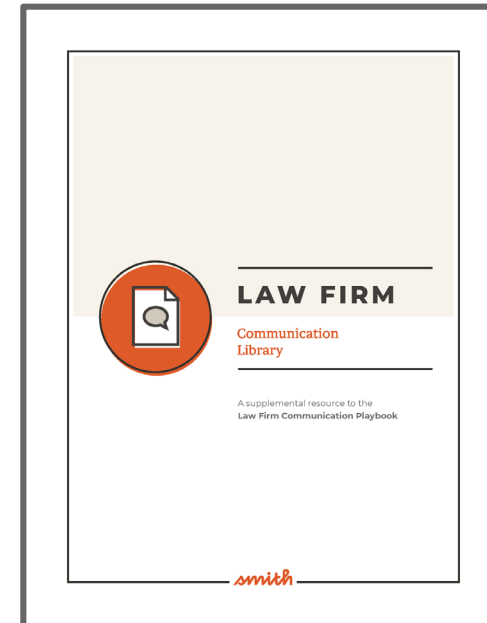 LAW FIRM
Communication
Library
A supplemental resource to the
Law Firm Communication Playbook
smith